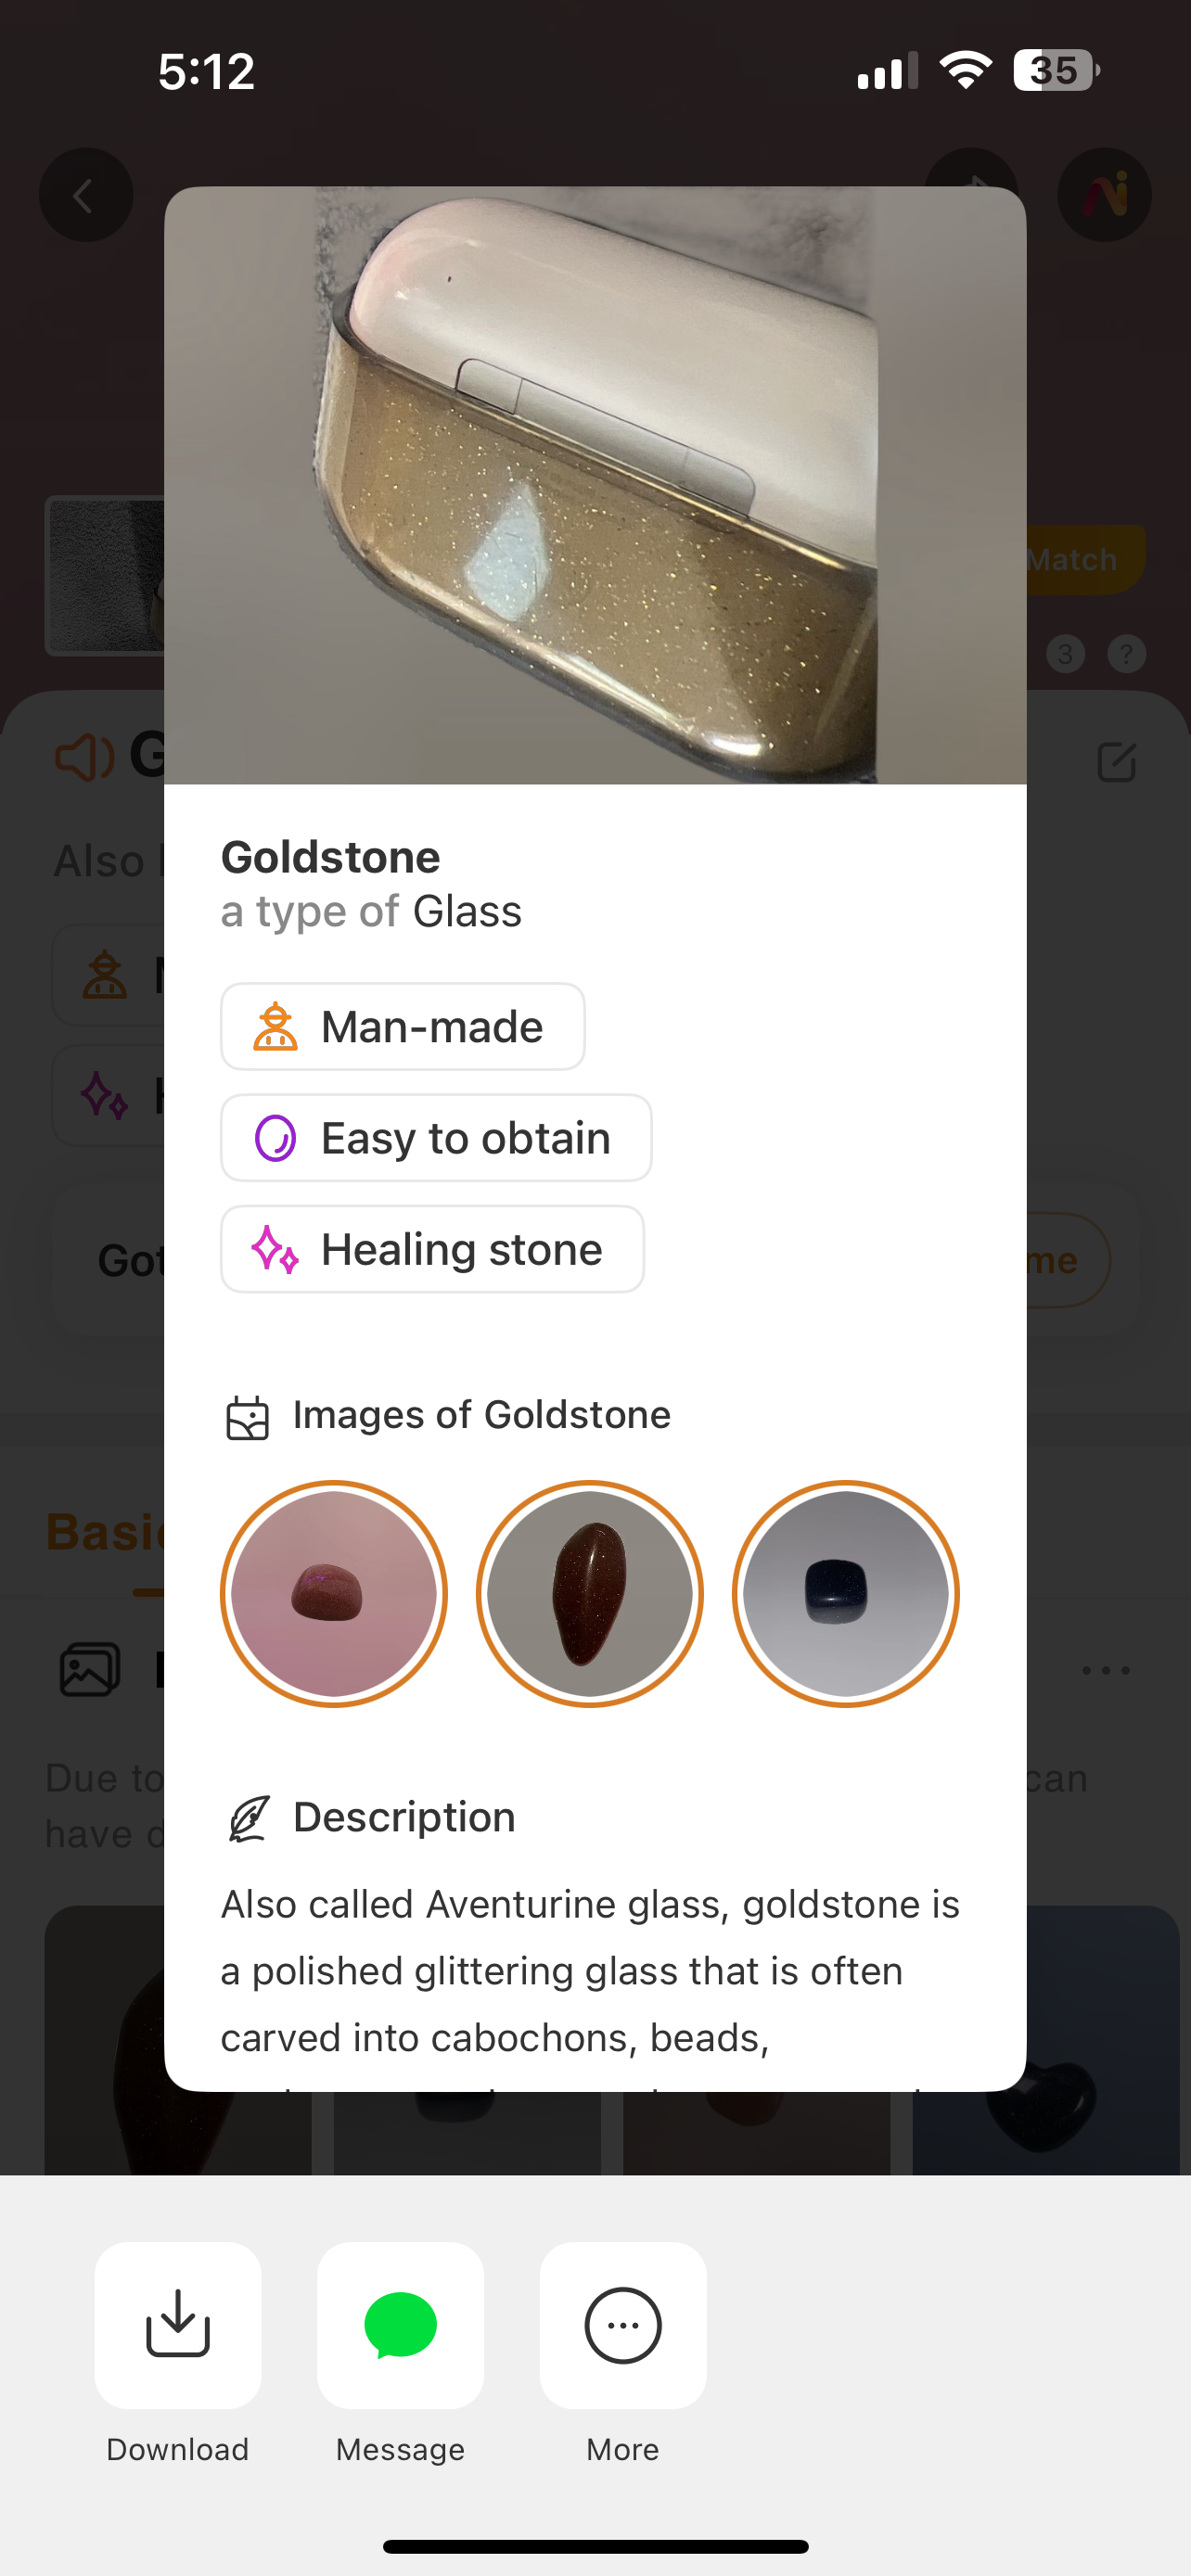 5:12
35
Match
3
?
G
Also
Goldstone
a type of Glass
Man-made
Easy to obtain
Healing stone
Got
me
Images of Goldstone
Basic
Due to
can
have d
Description
Also called Aventurine glass, goldstone is
a polished glittering glass that is often
carved into cabochons, beads,
Download
Message
More